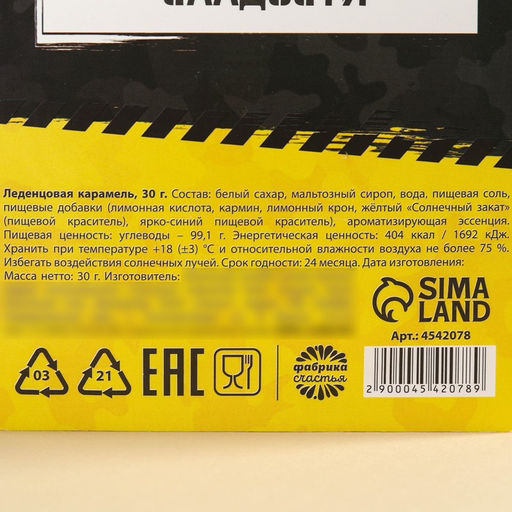 Леденцовая карамель, 30 г. Состав: белый сахар, мальтозный сироп, вода, пищевая соль,
пищевые добавки (лимонная кислота, кармин, лимонный крон, жёлтый «Солнечный закат»
(пищевой краситель), ярко-синий пищевой краситель), ароматизирующая эссенция.
Пищевая ценность: углеводы – 99,1 г. Энергетическая ценность: 404 ккал / 1692 кДж.
Хранить при температуре +18 (±3) °C и относительной влажности воздуха не более 75 %.
Избегать воздействия солнечных лучей. Срок годности: 24 месяца. Дата изготовления:
Масса нетто: 30 г. Изготовитель:
SIMA
LAND
Арт.: 4542078
03
21
EAC
фабрика
счастья
2 900045 420789